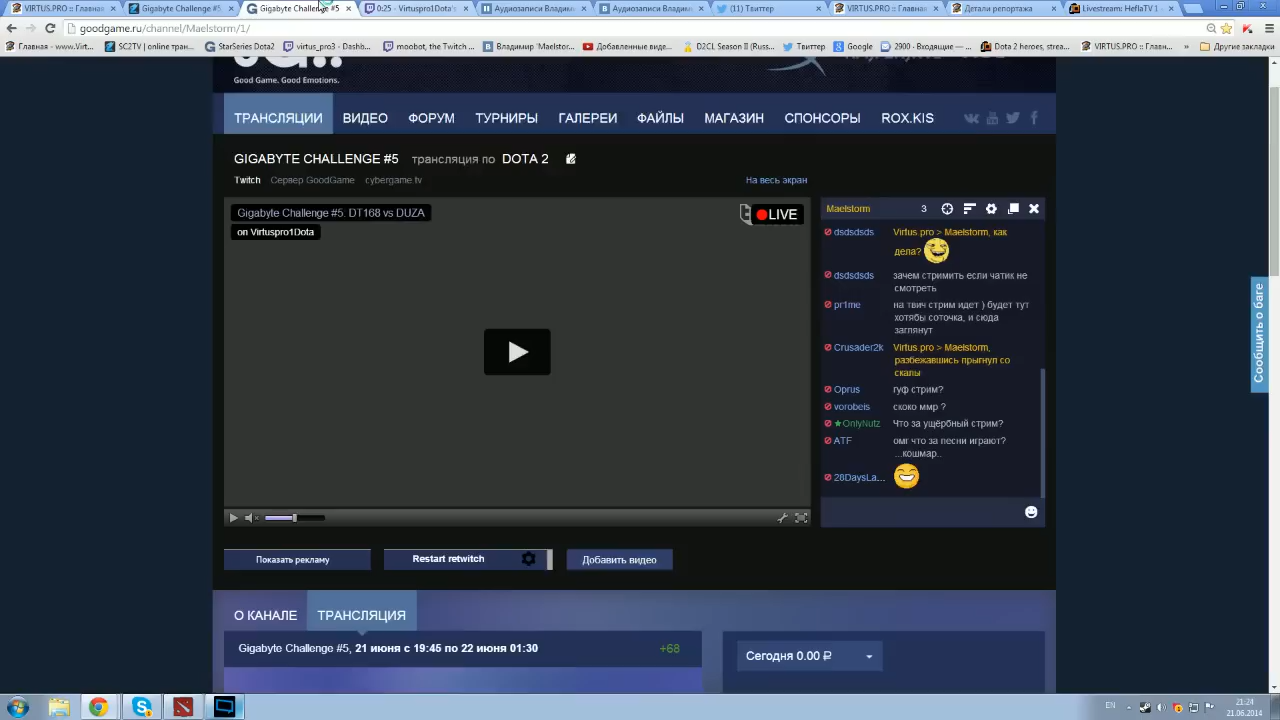 VIRTUS.PRO :: Главная
Gigabyte Challenge #5
Gigabyte Challenge #5
0:25 - Virtuspro1Dota's
Аудиозаписи Владими
Аудиозаписи Владими
(11) Твиттер
VIRTUS.PRO :: Главна
Детали репортажа
Livestream: HeflaTV 1
goodgame.ru/channel/Maelstorm/1/
Главная - www.Virt...
SC2TV | online тран...
StarSeries Dota2
virtus_pro3 - Dashb...
moobot, the Twitch ...
Владимир 'Maelstor...
Добавленные виде...
D2CL Season II (Russ...
Твиттер
Google
2900 - Входящие - ...
Dota 2 heroes, strea...
VIRTUS.PRO :: Главн...
»
Другие закладки
Good Game. Good Emotions.
ТРАНСЛЯЦИИ ВИДЕО ФОРУМ ТУРНИРЫ ГАЛЕРЕИ ФАЙЛЫ МАГАЗИН СПОНСОРЫ ROX.KIS
GIGABYTE CHALLENGE #5 трансляция по DOTA 2
Twitch Сервер GoodGame cybergame.tv На весь экран
Gigabyte Challenge #5. DT168 vs DUZA
LIVE
on Virtuspro1Dota
Maelstorm 3
dsdsdsds Virtus.pro > Maelstorm, как
дела?
dsdsdsds зачем стримить если чатик не
смотреть
pr1me на твич стрим идет ) будет тут
хотябы соточка, и сюда
заглянут
Crusader2k Virtus.pro > Maelstorm,
разбежавшись прыгнул со
скалы
Oprus гуф стрим?
vorobeis скоко ммр ?
OnlyNutz Что за ущёрбный стрим?
ATF омг что за песни играют?
...кошмар..
28DaysLa...
Сообщить о баге
Показать рекламу Restart retwitch Добавить видео
О КАНАЛЕ ТРАНСЛЯЦИЯ
Gigabyte Challenge #5, 21 июня с 19:45 по 22 июня 01:30 +68
Сегодня 0.00 ₽
EN
21:24
21.06.2014